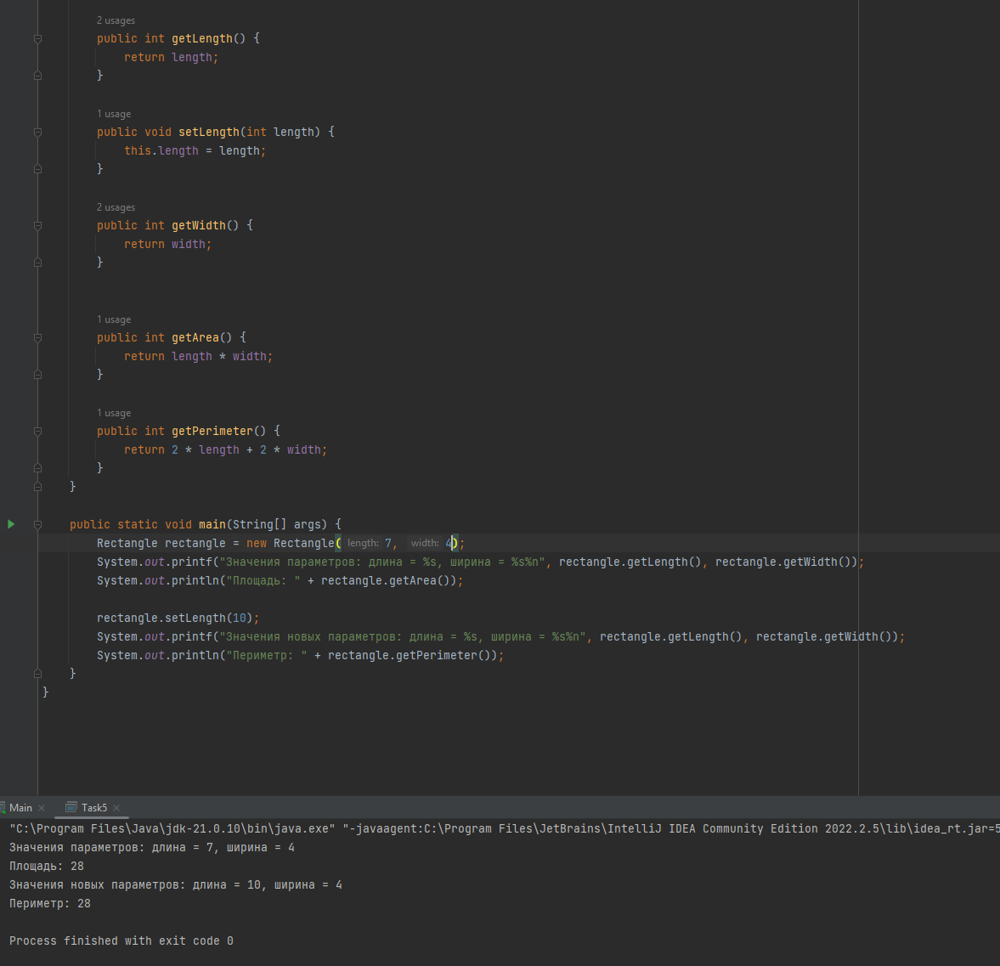 2 usages
public int getLength() {
return length;
}
1 usage
public void setLength(int length) {
this.length = length;
}
2 usages
public int getWidth() {
return width;
}
1 usage
public int getArea() {
return length * width;
}
1 usage
public int getPerimeter() {
return 2 * length + 2 * width;
}
}
public static void main(String[] args) {
Rectangle rectangle = new Rectangle( length: 7, width: 4);
System.out.printf("Значения параметров: длина = %s, ширина = %s%n", rectangle.getLength(), rectangle.getWidth());
System.out.println("Площадь: " + rectangle.getArea());
rectangle.setLength(10);
System.out.printf("Значения новых параметров: длина = %s, ширина = %s%n", rectangle.getLength(), rectangle.getWidth());
System.out.println("Периметр: " + rectangle.getPerimeter());
}
}
Main Task5
"C:\Program Files\Java\jdk-21.0.10\bin\java.exe" "-javaagent:C:\Program Files\JetBrains\IntelliJ IDEA Community Edition 2022.2.5\lib\idea_rt.jar=5
Значения параметров: длина = 7, ширина = 4
Площадь: 28
Значения новых параметров: длина = 10, ширина = 4
Периметр: 28
Process finished with exit code 0